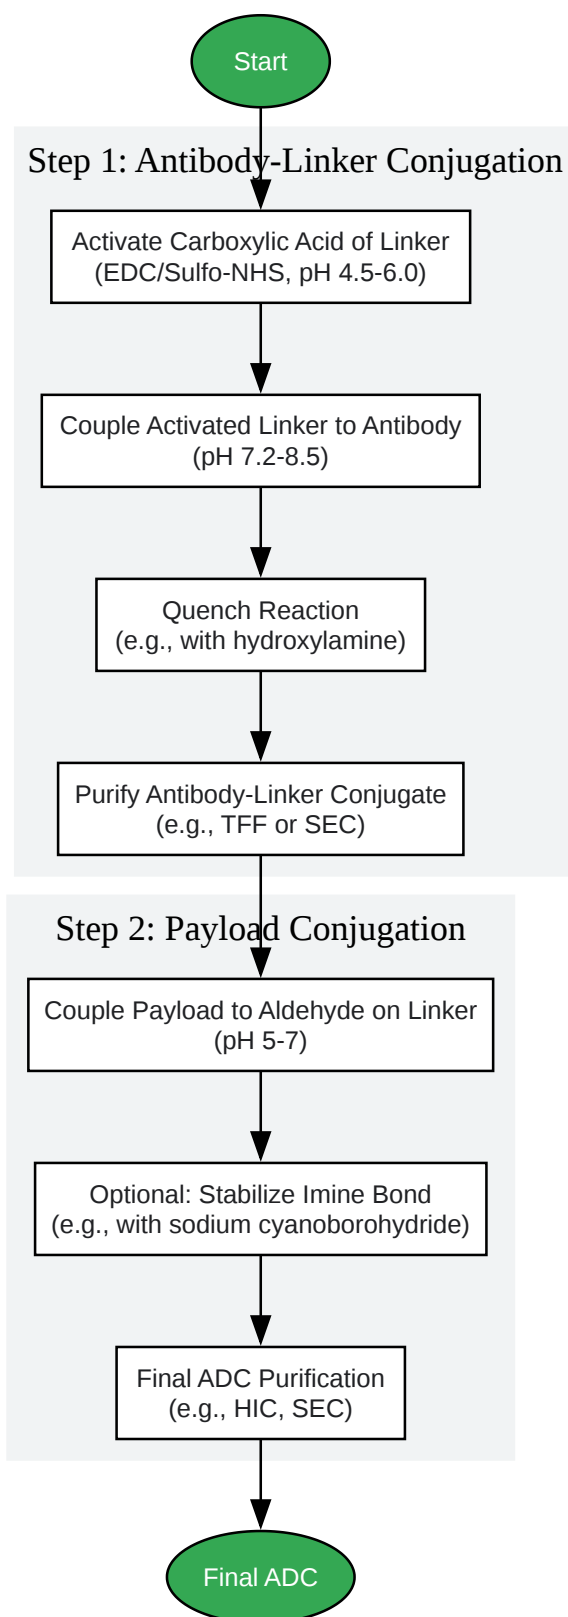 Start
Step 1: Antibody-Linker Conjugation
Activate Carboxylic Acid of Linker
(EDC/Sulfo-NHS, pH 4.5-6.0)
Couple Activated Linker to Antibody
(pH 7.2-8.5)
Quench Reaction
(e.g., with hydroxylamine)
Purify Antibody-Linker Conjugate
(e.g., TFF or SEC)
Step 2: Payload Conjugation
Couple Payload to Aldehyde on Linker
(pH 5-7)
Optional: Stabilize Imine Bond
(e.g., with sodium cyanoborohydride)
Final ADC Purification
(e.g., HIC, SEC)
Final ADC